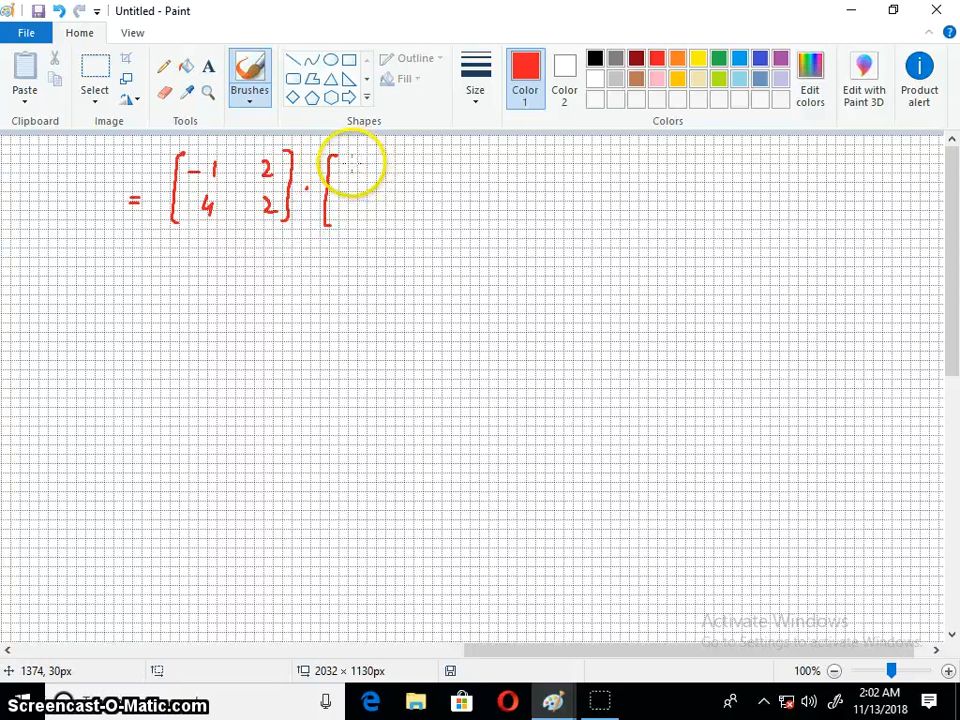 Untitled - Paint
File Home View
Paste Select Brushes Outline Fill Size Color 1 Color 2 Edit colors Edit with Paint 3D Product alert
Clipboard Image Tools Shapes Colors
= [ -1 2 ] . [
4 2
Activate Windows
Go to Settings to activate Windows.
1374, 30px 2032 × 1130px 100%
RECORDED WITH
Screencast-O-Matic.com
2:02 AM
11/13/2018